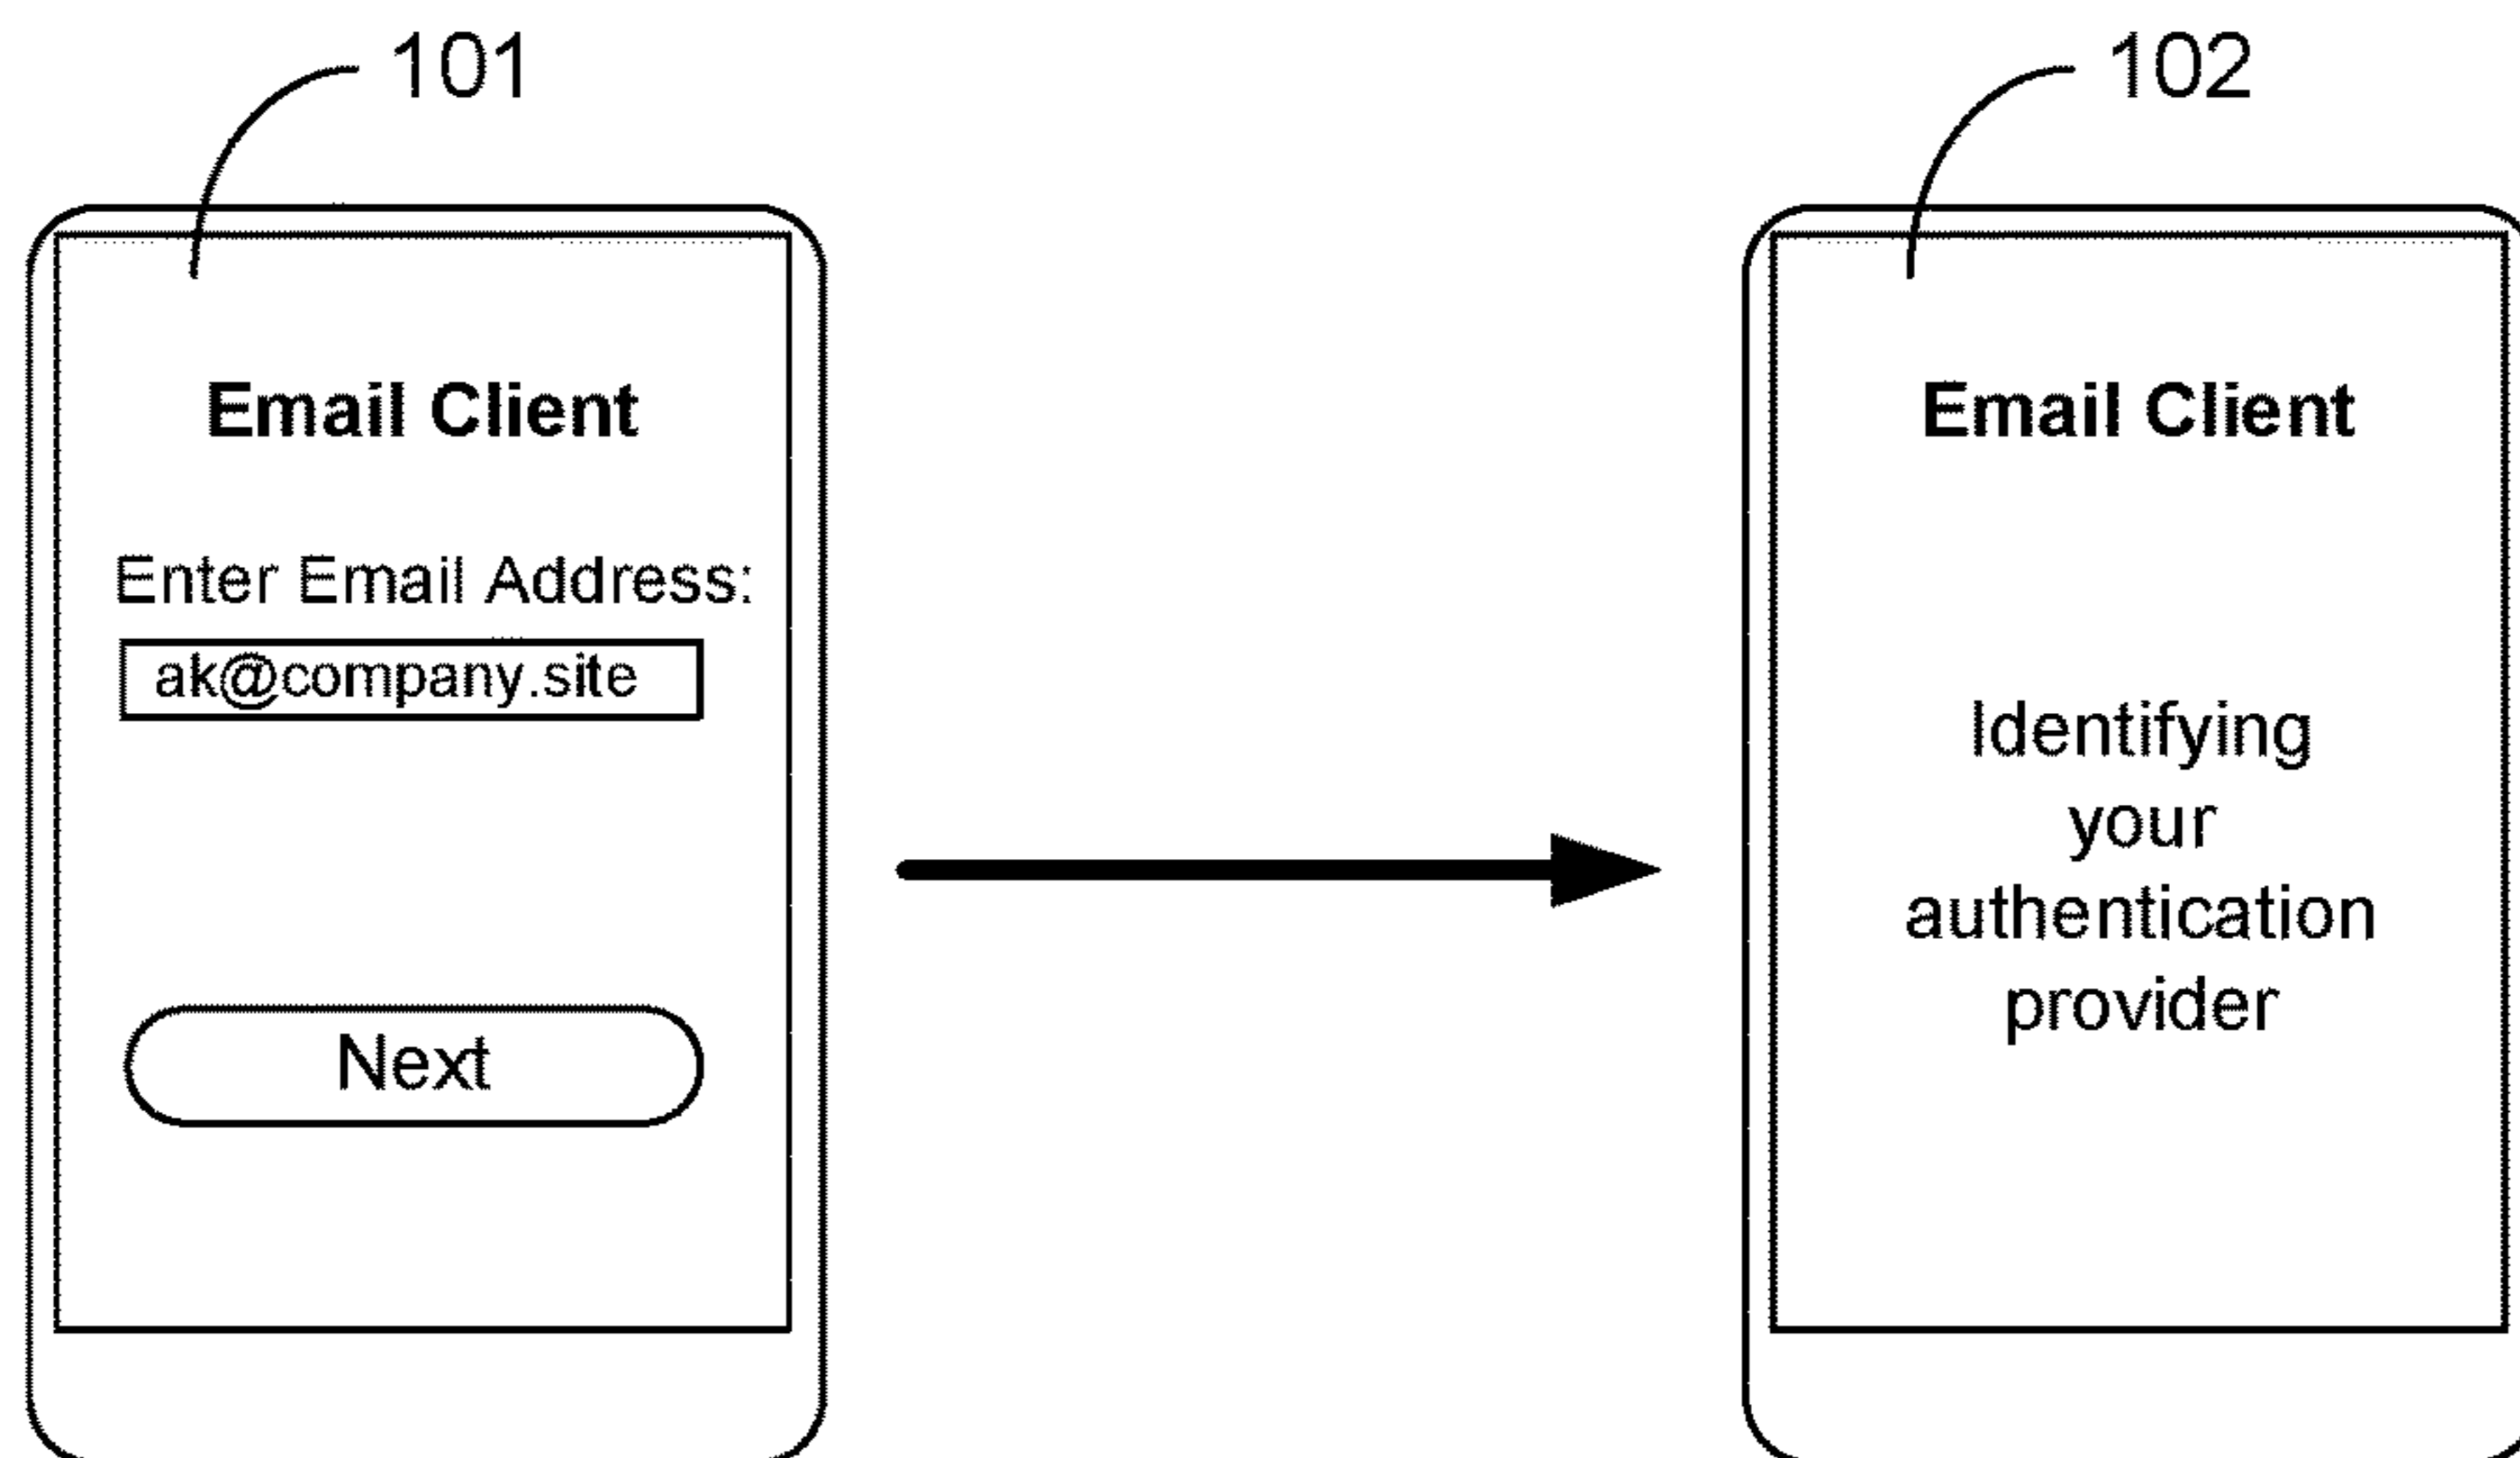 101
Email Client
Enter Email Address:
ak@company.site
Next
102
Email Client
Identifying
your
authentication
provider